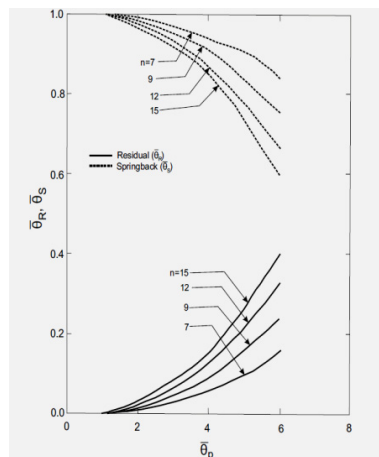 1.0
n=7
9
12
15
0.8
Residual (θ̅R)
Springback (θ̅S)
0.6
θ̅R, θ̅S
0.4
n=15
12
9
7
0.2
0.0
0 2 4 6 8
θ̅p